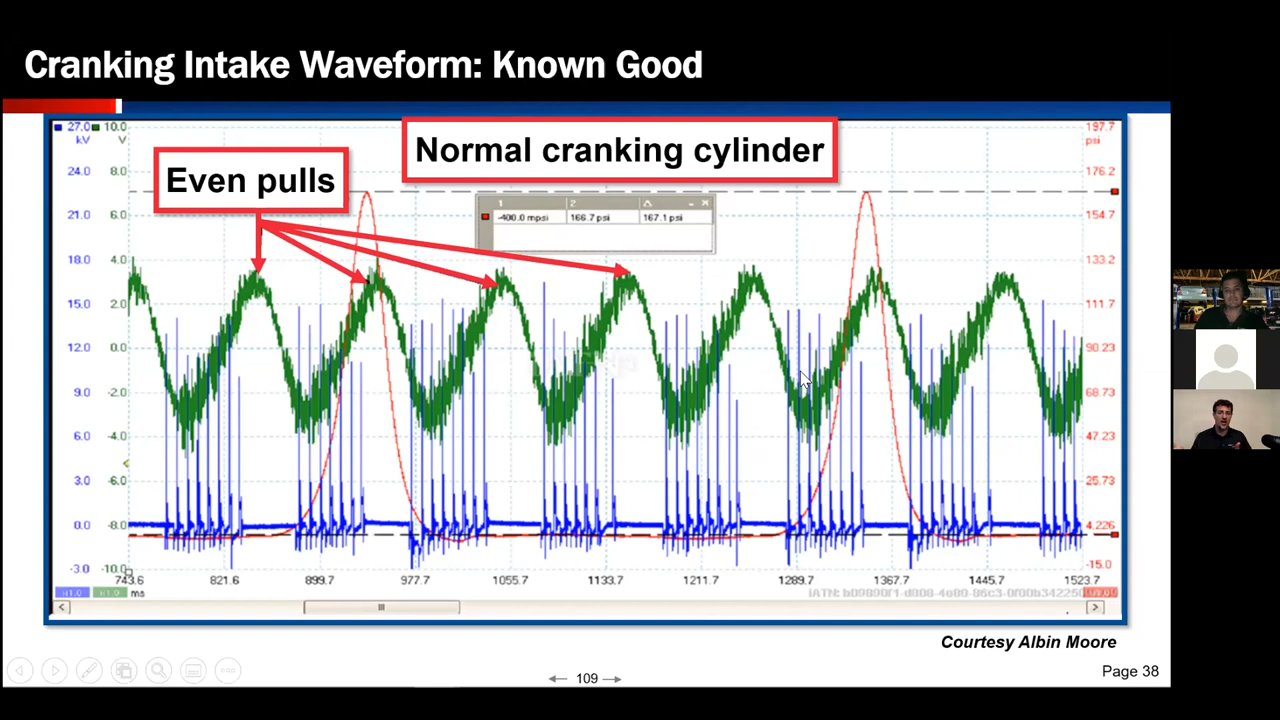 Cranking Intake Waveform: Known Good
Normal cranking cylinder
Even pulls
27.0 10.0
kV V
24.0 8.0
21.0 6.0
18.0 4.0
15.0 2.0
12.0 0.0
9.0 -2.0
6.0 -4.0
3.0 -6.0
0.0 -8.0
-3.0 -10.0
1 2 Δ
-400.0 mpsi 166.7 psi 167.1 psi
197.7
psi
176.2
154.7
133.2
111.7
90.23
68.73
47.23
25.73
4.226
-15.0
743.6 821.6 899.7 977.7 1055.7 1133.7 1211.7 1289.7 1367.7 1445.7 1523.7
x1.0 x1.0 ms
Courtesy Albin Moore
Page 38
109